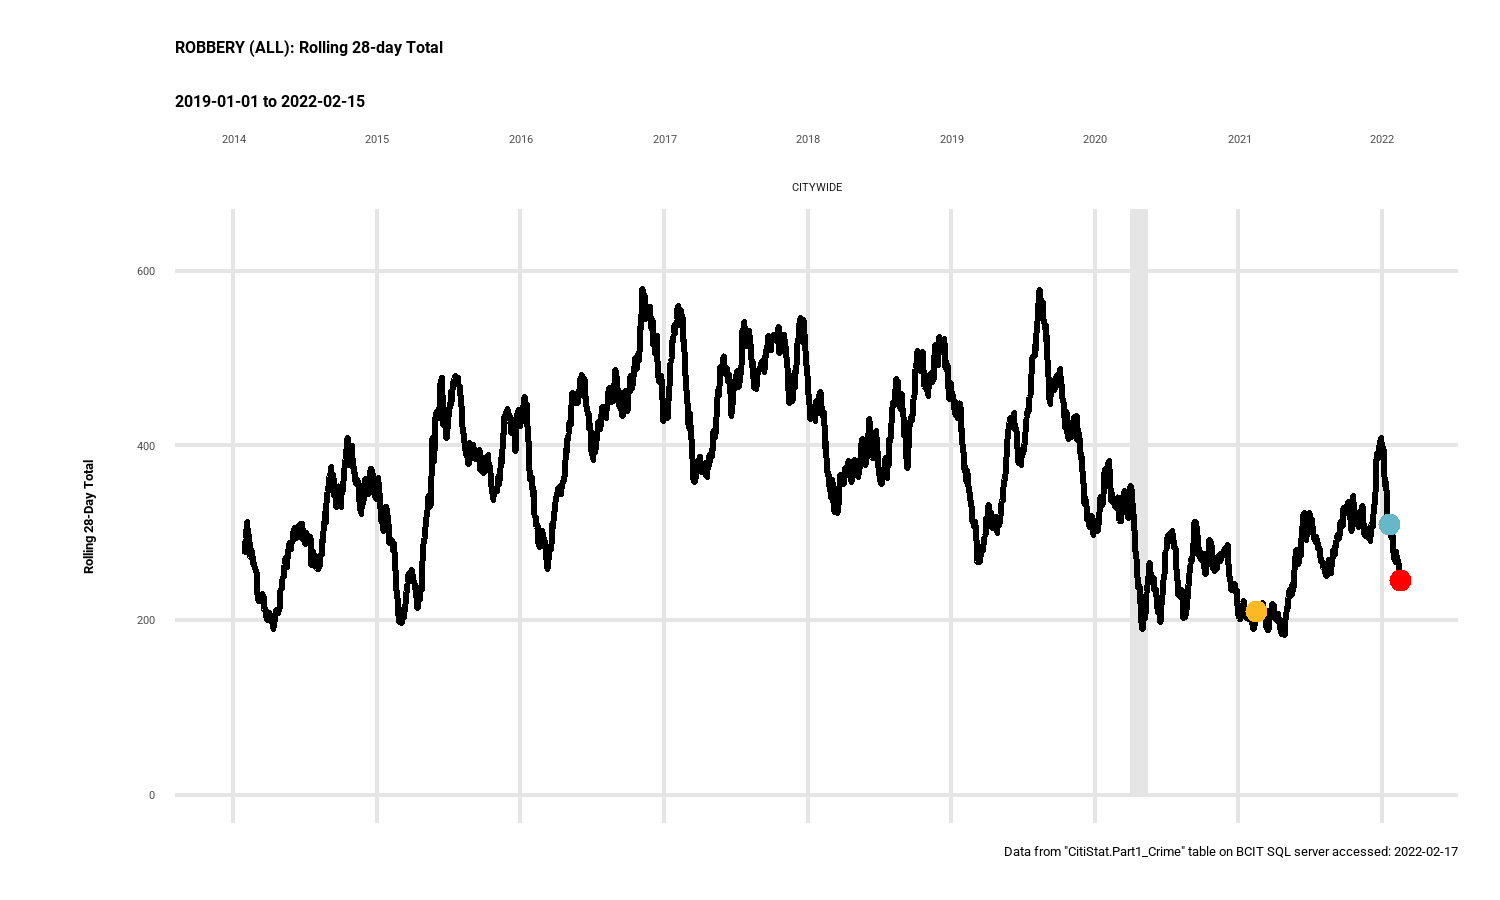 ROBBERY (ALL): Rolling 28-day Total
2019-01-01 to 2022-02-15
2014 2015 2016 2017 2018 2019 2020 2021 2022
CITYWIDE
600
400
200
0
Rolling 28-Day Total
Data from "CitiStat.Part1_Crime" table on BCIT SQL server accessed: 2022-02-17